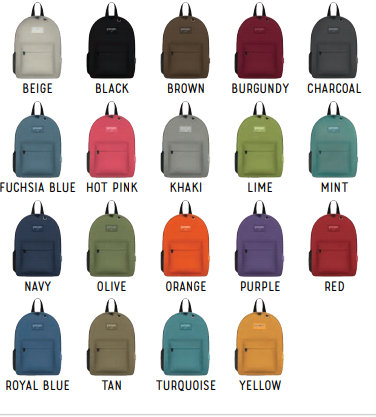 BEIGE BLACK BROWN BURGUNDY CHARCOAL
FUCHSIA BLUE HOT PINK KHAKI LIME MINT
NAVY OLIVE ORANGE PURPLE RED
ROYAL BLUE TAN TURQUOISE YELLOW